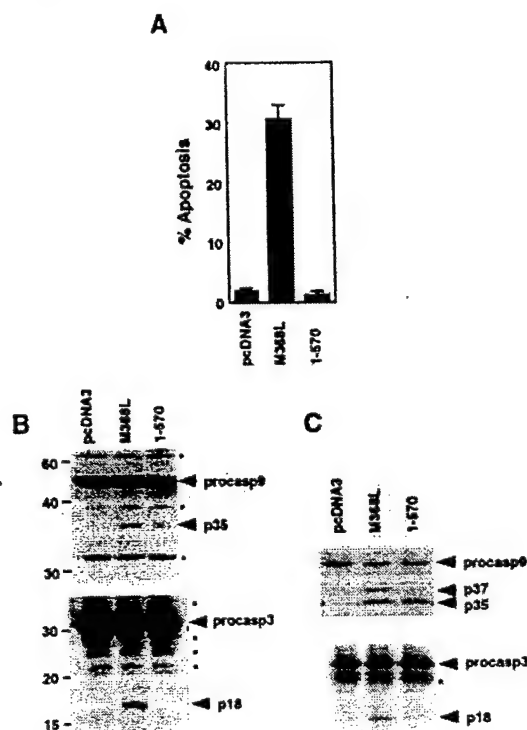 A
% Apoptosis
40
30
20
10
0
pcDNA3
M368L
1-570
B
pcDNA3
M368L
1-570
60
40
30
procasp9
p35
30
20
15
procasp3
p18
C
pcDNA3
M368L
1-570
procasp9
p37
p35
procasp3
p18